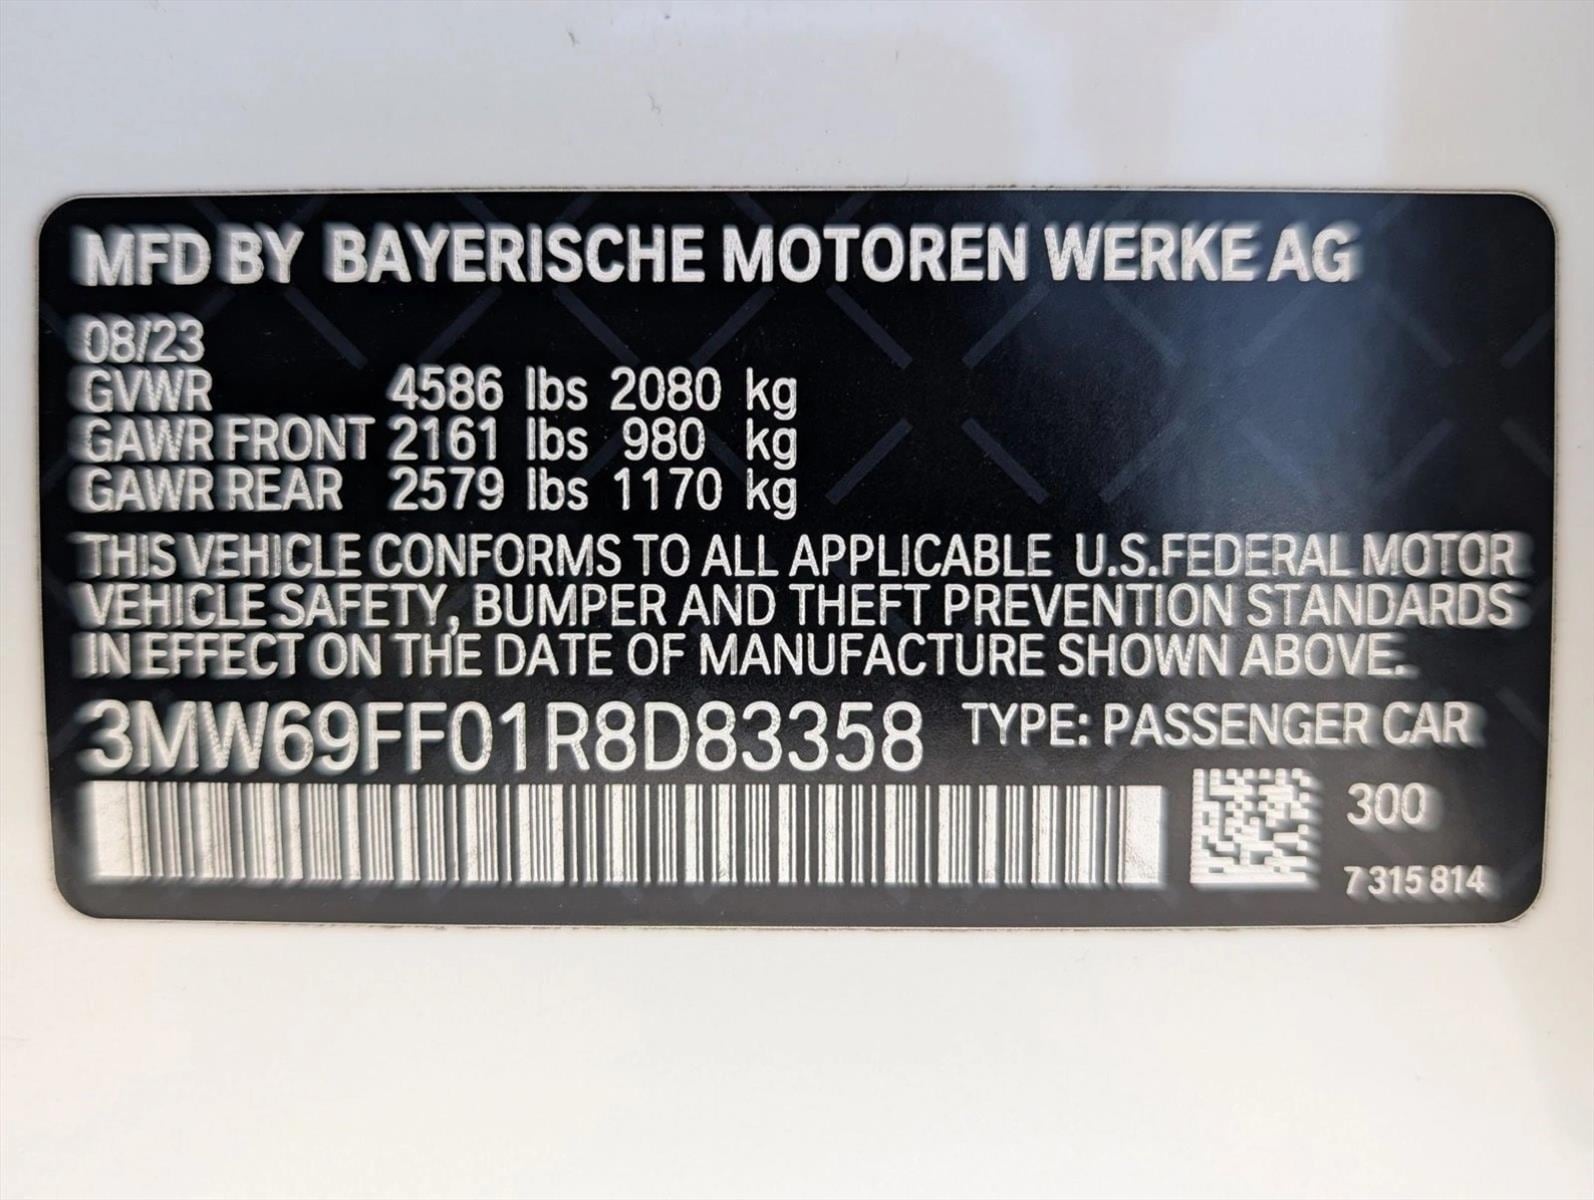 MFD BY BAYERISCHE MOTOREN WERKE AG
08/23
GVWR 4586 lbs 2080 kg
GAWR FRONT 2161 lbs 980 kg
GAWR REAR 2579 lbs 1170 kg
THIS VEHICLE CONFORMS TO ALL APPLICABLE U.S.FEDERAL MOTOR
VEHICLE SAFETY, BUMPER AND THEFT PREVENTION STANDARDS
IN EFFECT ON THE DATE OF MANUFACTURE SHOWN ABOVE.
3MW69FF01R8D83358 TYPE: PASSENGER CAR
300
7 315 814